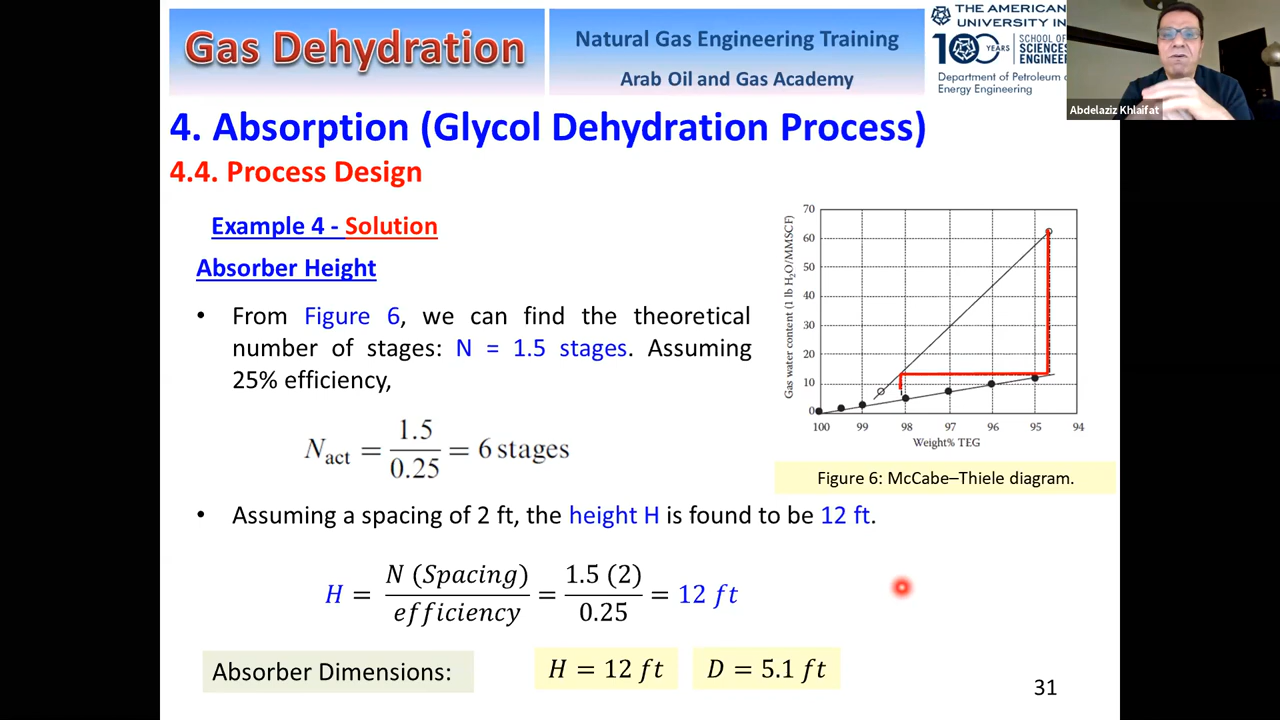 Gas Dehydration
Natural Gas Engineering Training
Arab Oil and Gas Academy
THE AMERICAN
UNIVERSITY IN
100 YEARS
SCHOOL OF
SCIENCES
ENGINEE
Department of Petroleum
Energy Engineering
Abdelaziz Khlaifat
4. Absorption (Glycol Dehydration Process)
4.4. Process Design
Example 4 - Solution
Absorber Height
• From Figure 6, we can find the theoretical
number of stages: N = 1.5 stages. Assuming
25% efficiency,
N_act = 1.5/0.25 = 6 stages
Gas water content (1 lb H₂O/MMSCF)
70
60
50
40
30
20
10
0
100 99 98 97 96 95 94
Weight% TEG
Figure 6: McCabe–Thiele diagram.
• Assuming a spacing of 2 ft, the height H is found to be 12 ft.
H = N (Spacing)/efficiency = 1.5 (2)/0.25 = 12 ft
Absorber Dimensions:
H = 12 ft
D = 5.1 ft
31